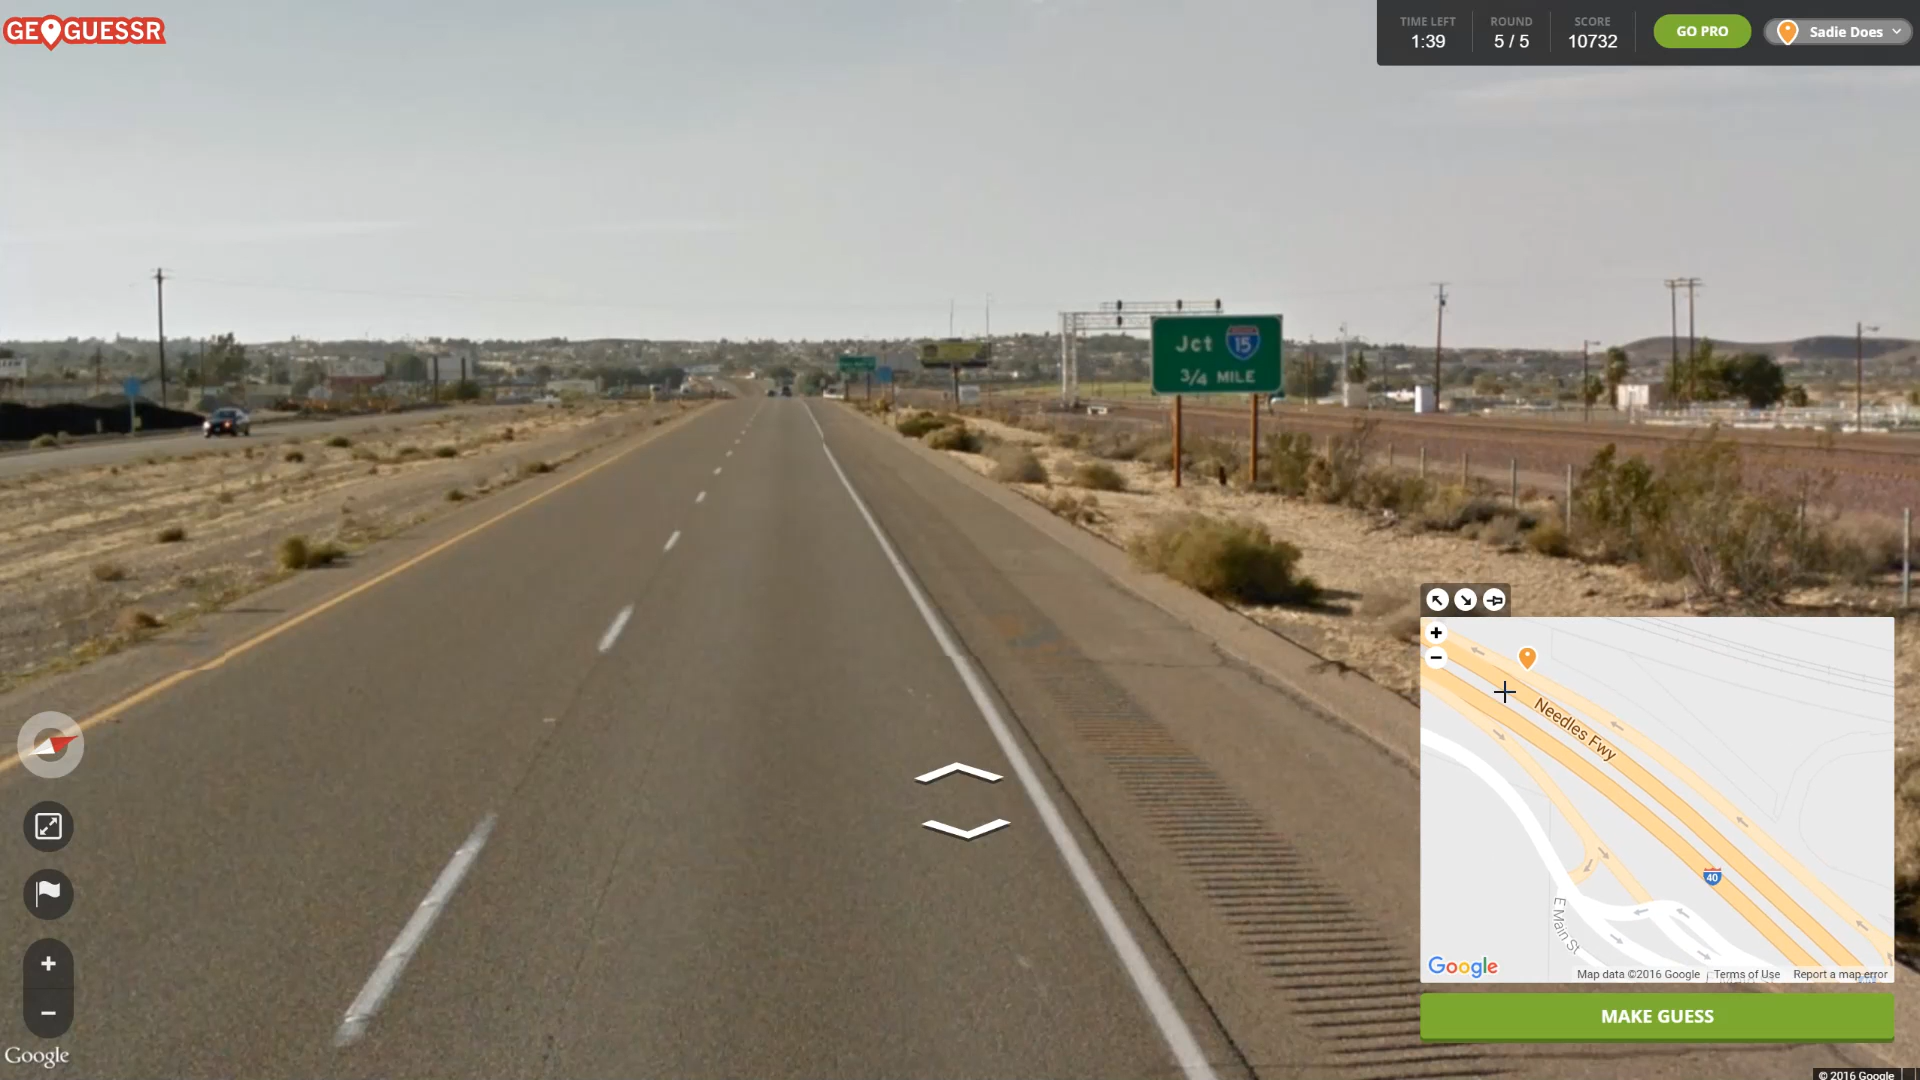 GEOGUESSR
TIME LEFT
1:39
ROUND
5 / 5
SCORE
10732
GO PRO
Sadie Does
Jct 15
3/4 MILE
Needles Fwy
40
E Main St
Google
Map data ©2016 Google
Terms of Use
Report a map error
MAKE GUESS
Google
© 2016 Google